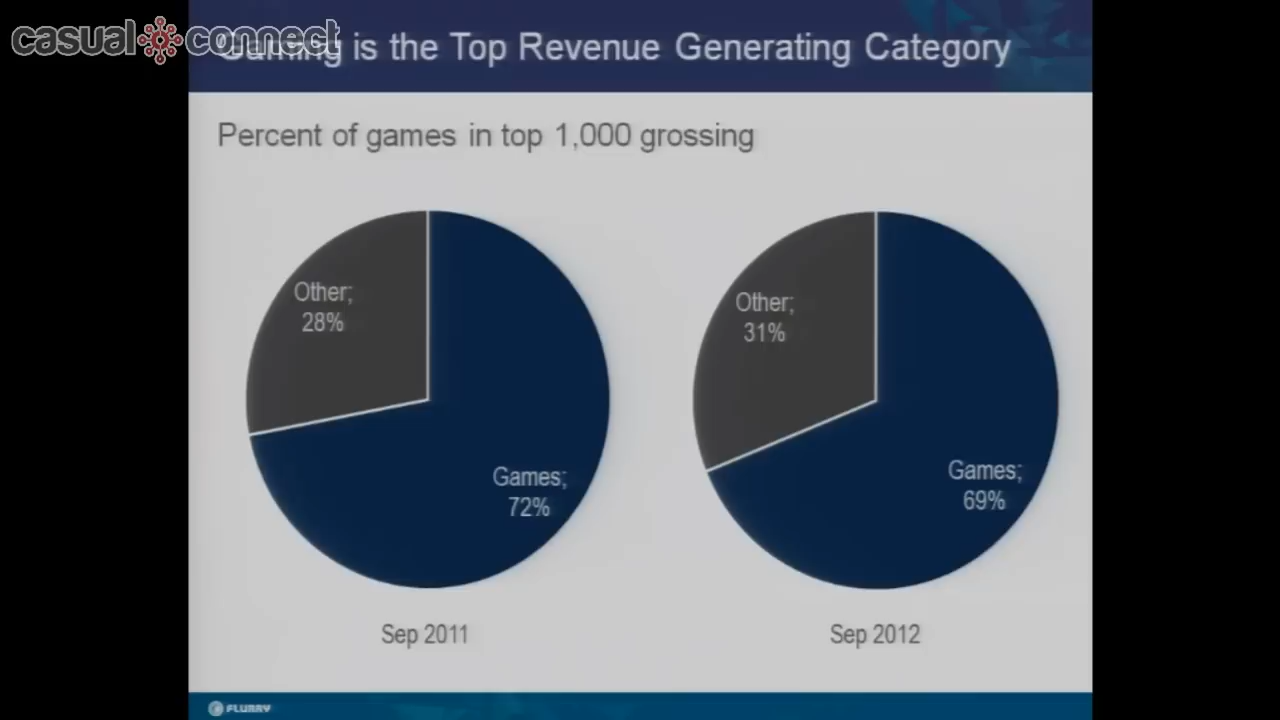 casual connect
Gaming is the Top Revenue Generating Category
Percent of games in top 1,000 grossing
Other;
28%
Games;
72%
Sep 2011
Other;
31%
Games;
69%
Sep 2012
FLURRY